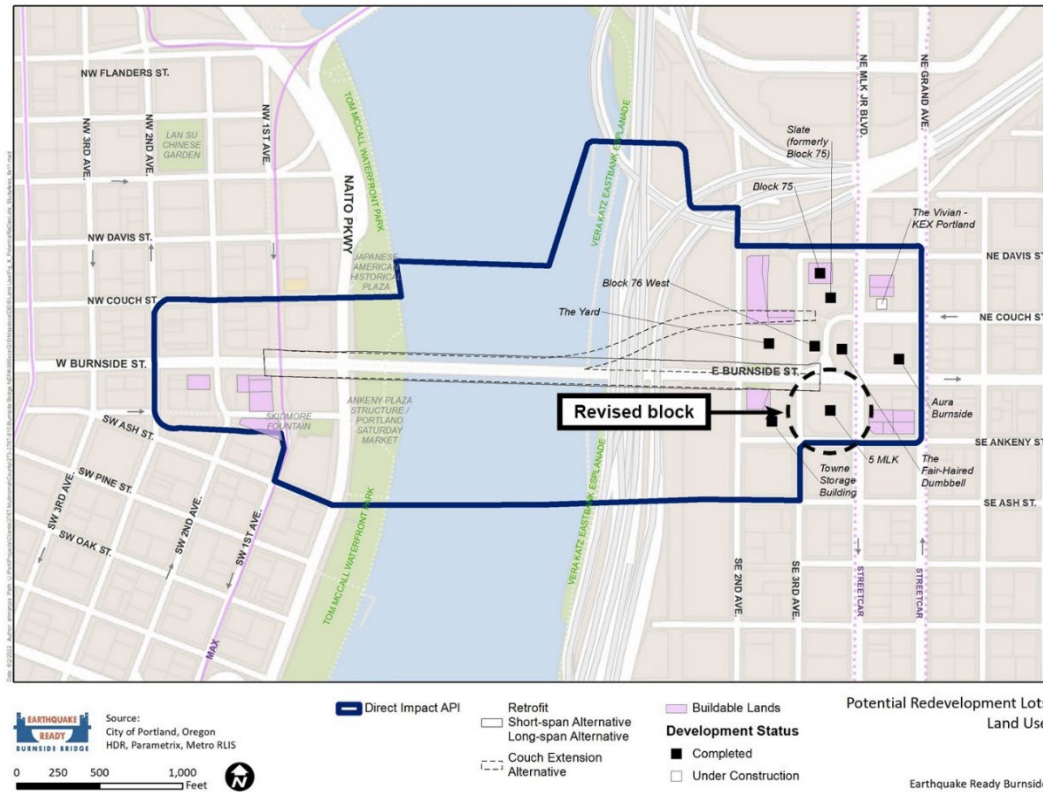 NW FLANDERS ST.
NW 3RD AVE.
NW 2ND AVE.
NW 1ST AVE.
LAN SU
CHINESE
GARDEN
NAITO PKWY
TOM MCCALL WATERFRONT PARK
VERA KATZ EASTBANK ESPLANADE
NE MLK JR BLVD.
NE GRAND AVE.
Slate
(formerly
Block 75)
Block 75
The Vivian -
KEX Portland
NW DAVIS ST.
NE DAVIS ST.
JAPANESE
AMERICAN
HISTORICAL
PLAZA
NW COUCH ST.
Block 76 West
The Yard
NE COUCH ST.
W BURNSIDE ST.
E BURNSIDE ST.
Aura
Burnside
SKIDMORE
FOUNTAIN
ANKENY PLAZA
STRUCTURE /
PORTLAND
SATURDAY
MARKET
Revised block
SW ASH ST.
SE ANKENY ST.
Towne
Storage
Building
5 MLK
The
Fair-Haired
Dumbbell
SW PINE ST.
SE ASH ST.
SW OAK ST.
SW 3RD AVE.
SW 2ND AVE.
SW 1ST AVE.
MAX
TOM MCCALL WATERFRONT PARK
VERA KATZ EASTBANK ESPLANADE
SE 2ND AVE.
SE 3RD AVE.
STREETCAR
STREETCAR
EARTHQUAKE
READY
BURNSIDE BRIDGE
Source:
City of Portland, Oregon
HDR, Parametrix, Metro RLIS
0 250 500 1,000
Feet
N
Direct Impact API
Retrofit
Short-span Alternative
Long-span Alternative
Couch Extension
Alternative
Buildable Lands
Development Status
Completed
Under Construction
Potential Redevelopment Lots
Land Use
Earthquake Ready Burnside